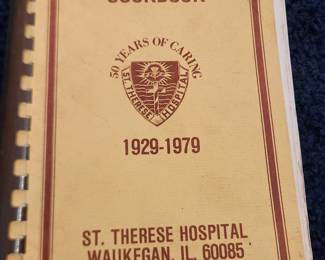 COOKBOOK
50 YEARS OF CARING
ST. THERESE HOSPITAL
1929-1979
ST. THERESE HOSPITAL
WAUKEGAN, IL. 60085